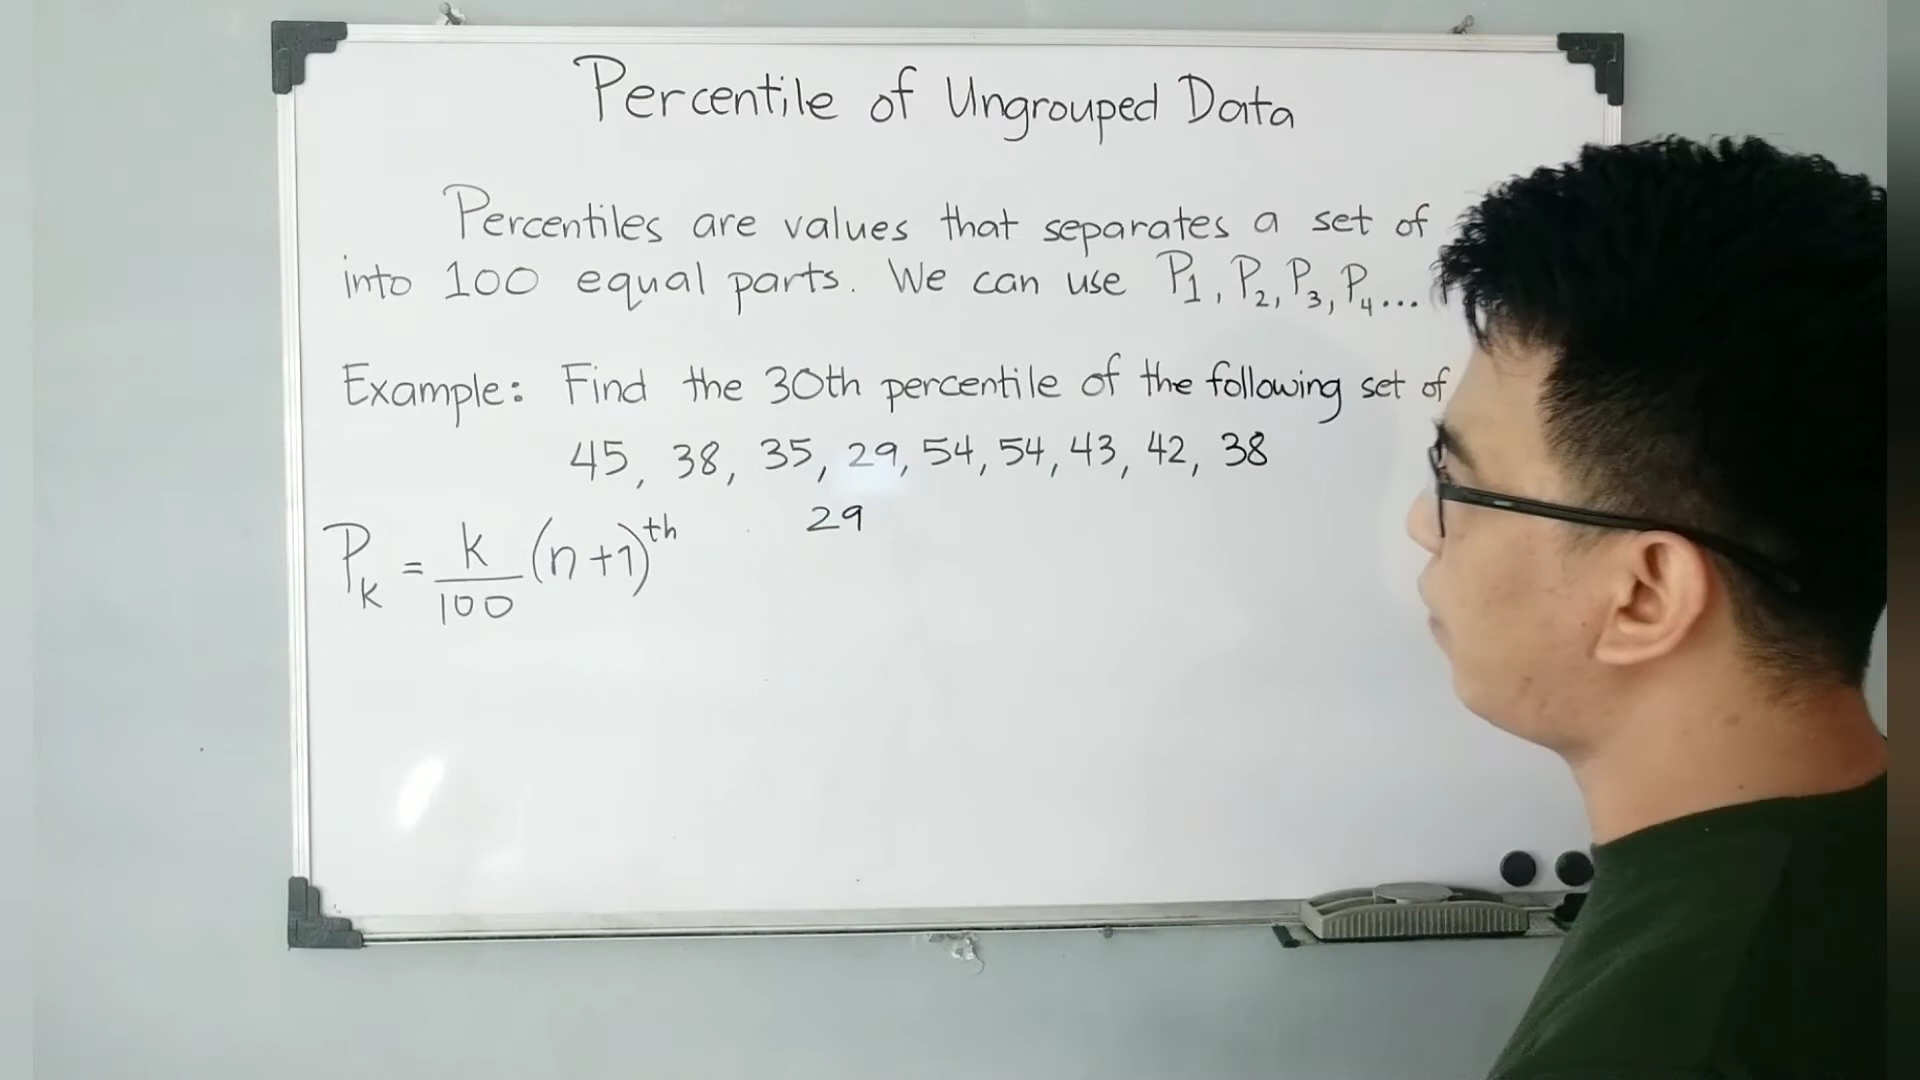 Percentile of Ungrouped Data
Percentiles are values that separates a set of
into 100 equal parts. We can use P₁, P₂, P₃, P₄...
Example: Find the 30th percentile of the following set of
45, 38, 35, 29, 54, 54, 43, 42, 38
29
Pₖ = k/100 (n+1)ᵗʰ